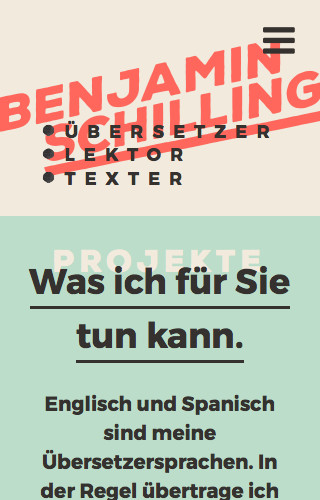 BENJAMIN
SCHILLING
ÜBERSETZER
LEKTOR
TEXTER
PROJEKTE
Was ich für Sie
tun kann.
Englisch und Spanisch
sind meine
Übersetzersprachen. In
der Regel übertrage ich